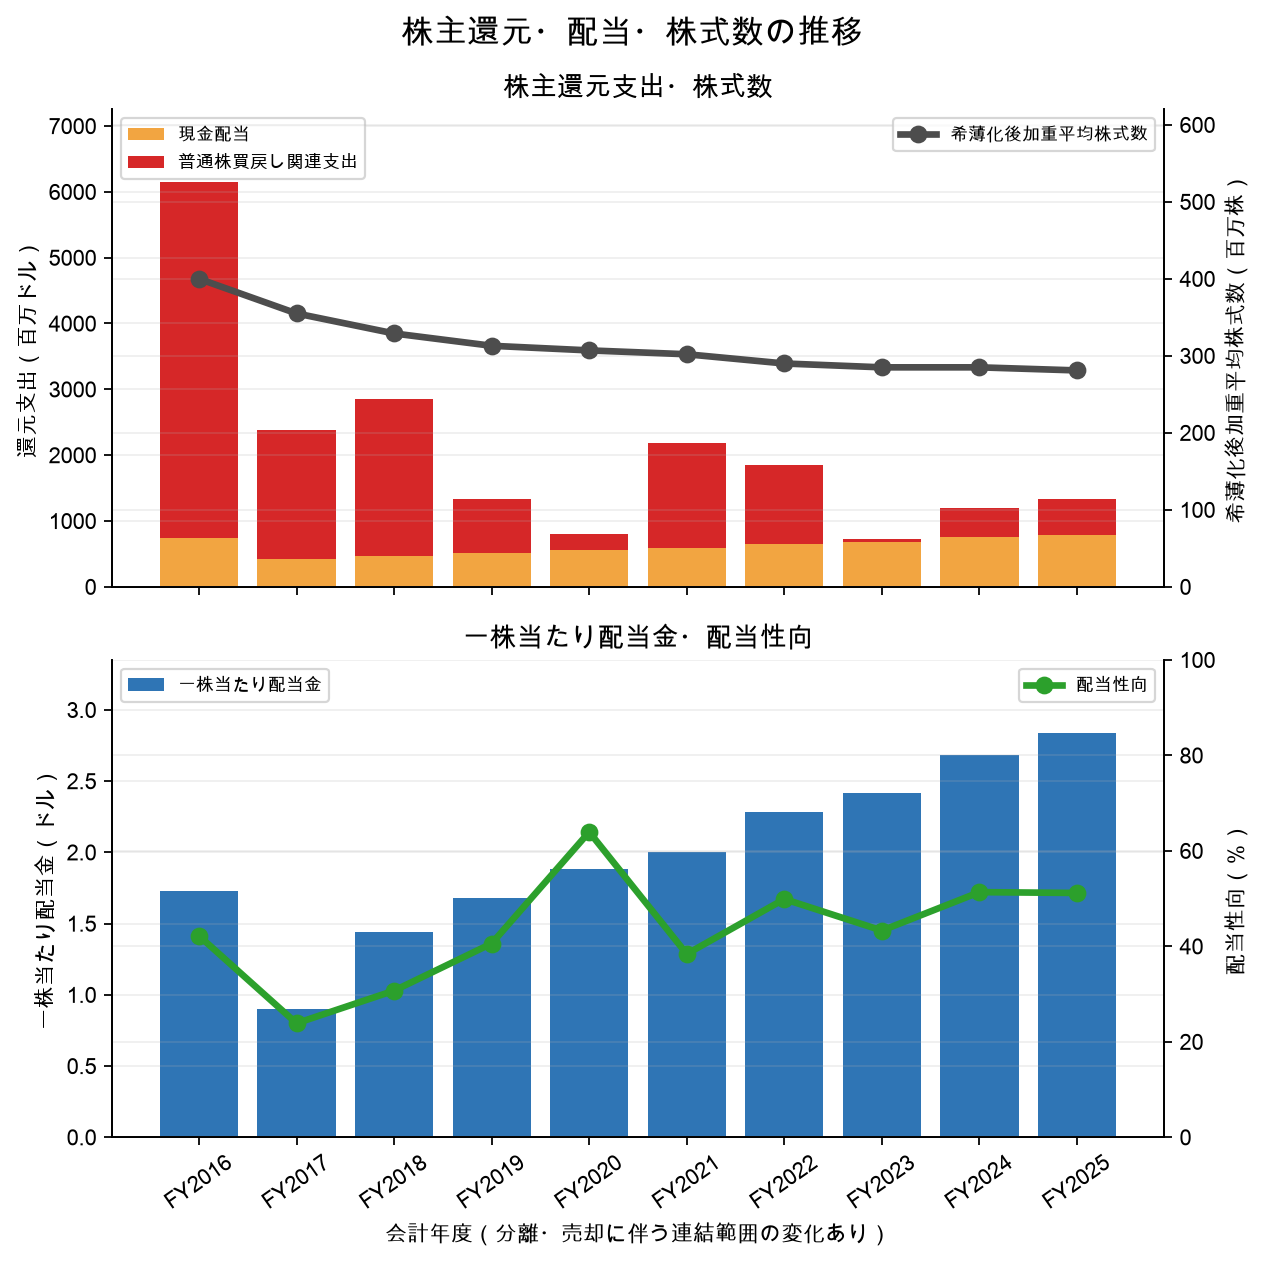 株主還元・配当・株式数の推移
株主還元支出・株式数
現金配当
普通株買戻し関連支出
希薄化後加重平均株式数
還元支出（百万ドル）
7000
6000
5000
4000
3000
2000
1000
0
600
500
400
300
200
100
0
希薄化後加重平均株式数（百万株）
一株当たり配当金・配当性向
一株当たり配当金
配当性向
一株当たり配当金（ドル）
3.0
2.5
2.0
1.5
1.0
0.5
0.0
100
80
60
40
20
0
配当性向（%）
FY2016
FY2017
FY2018
FY2019
FY2020
FY2021
FY2022
FY2023
FY2024
FY2025
会計年度（分離・売却に伴う連結範囲の変化あり）